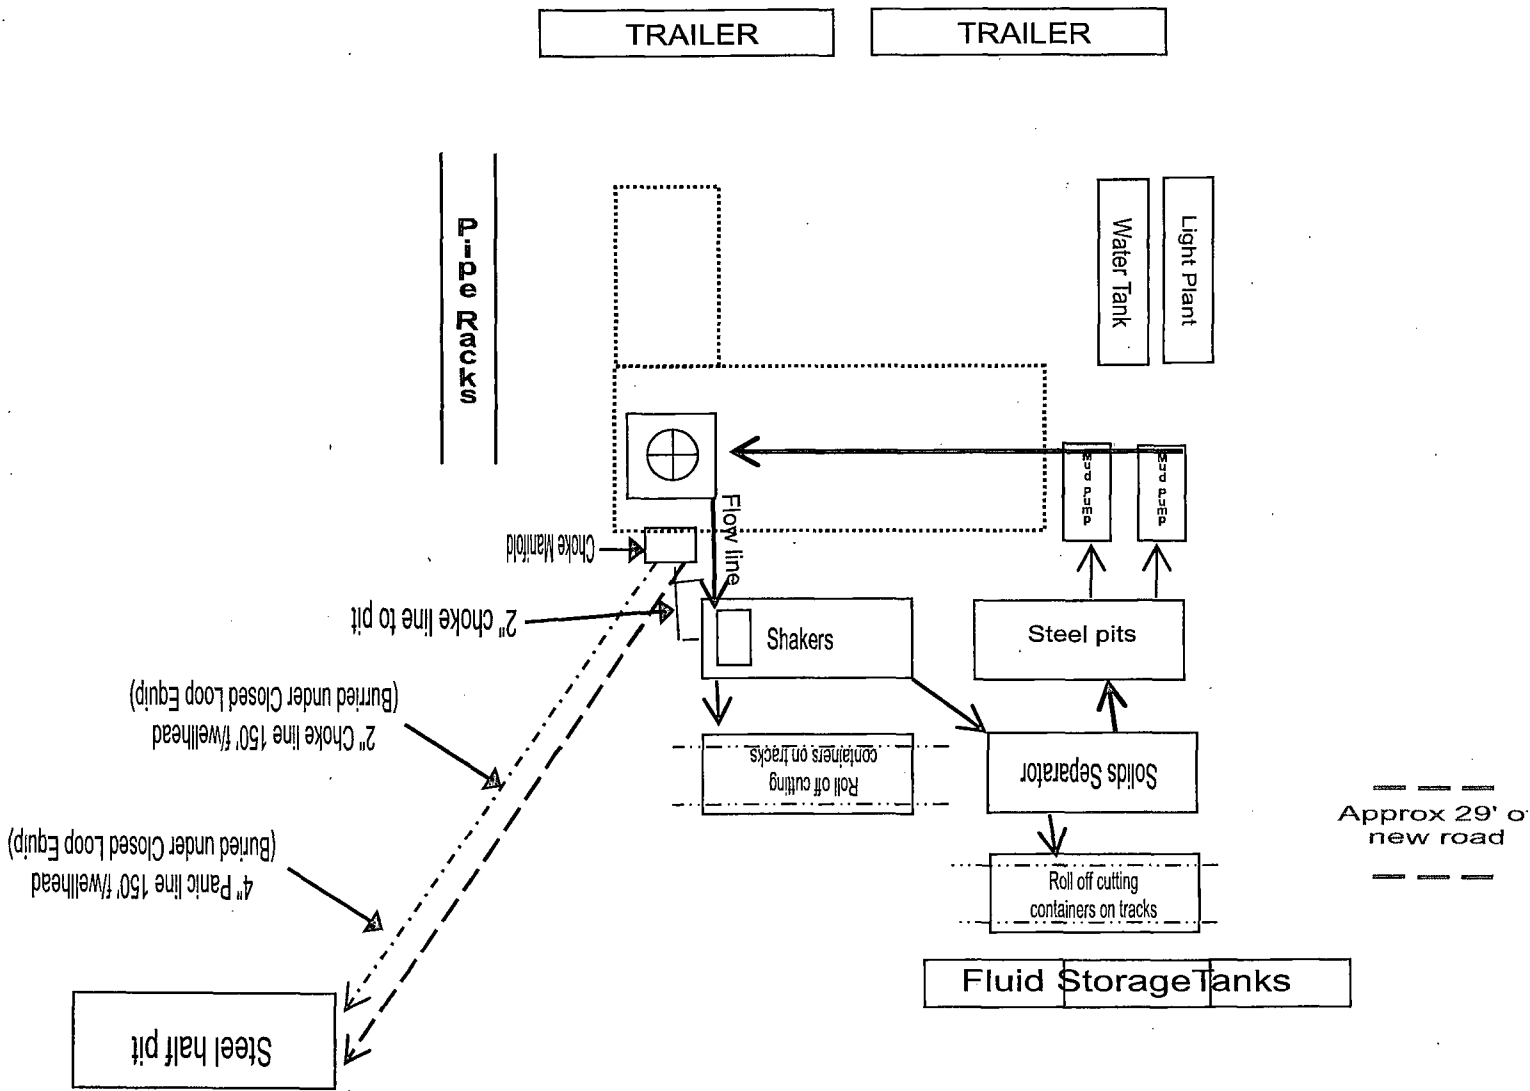 TRAILER
TRAILER
Pipe Racks
Water Tank
Light Plant
Mud pump
Mud pump
Flow line
Choke Manifold
2" choke line to pit
Shakers
Steel pits
2" Choke line 150' f/wellhead
(Burried under Closed Loop Equip)
Roll off cutting
containers on tracks
Solids Separator
Approx 29' o
new road
4" Panic line 150' f/wellhead
(Buried under Closed Loop Equip)
Roll off cutting
containers on tracks
Fluid StorageTanks
Steel half pit